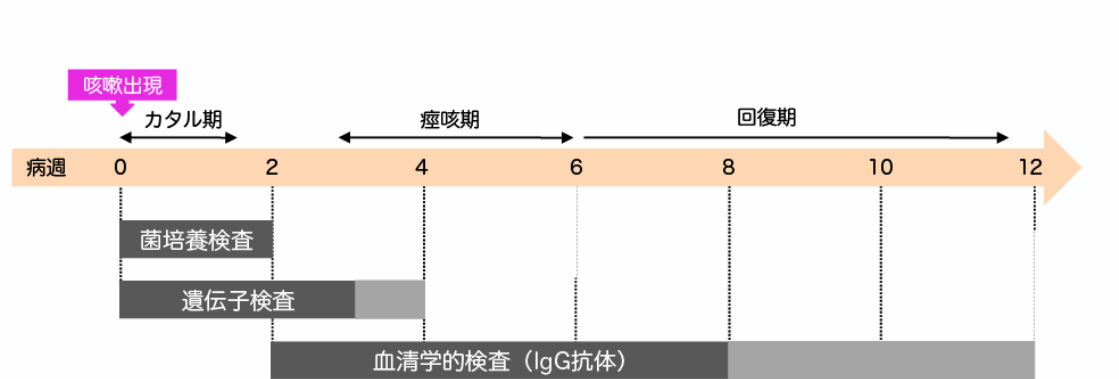 咳嗽出現
カタル期
痙咳期
回復期
病週 0 2 4 6 8 10 12
菌培養検査
遺伝子検査
血清学的検査（IgG抗体）